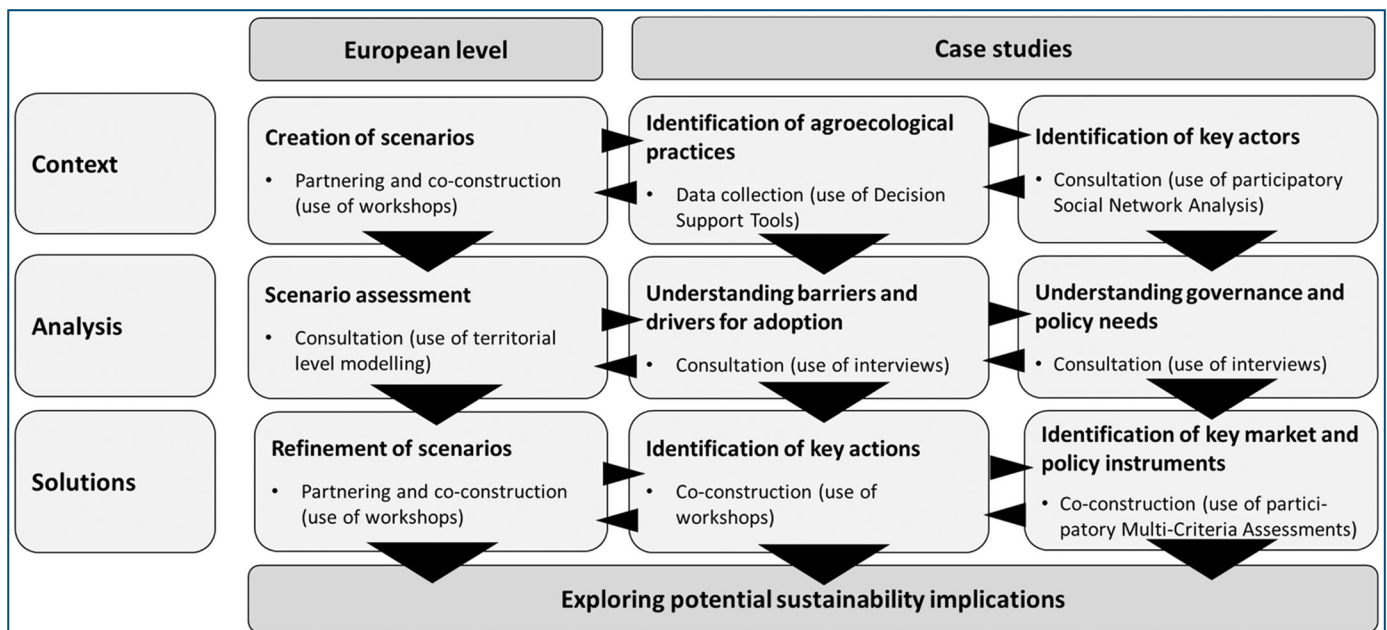 European level
Case studies
Context
Creation of scenarios
• Partnering and co-construction
(use of workshops)
Identification of agroecological
practices
• Data collection (use of Decision
Support Tools)
Identification of key actors
• Consultation (use of participatory
Social Network Analysis)
Analysis
Scenario assessment
• Consultation (use of territorial
level modelling)
Understanding barriers and
drivers for adoption
• Consultation (use of interviews)
Understanding governance and
policy needs
• Consultation (use of interviews)
Solutions
Refinement of scenarios
• Partnering and co-construction
(use of workshops)
Identification of key actions
• Co-construction (use of
workshops)
Identification of key market and
policy instruments
• Co-construction (use of partici-
patory Multi-Criteria Assessments)
Exploring potential sustainability implications